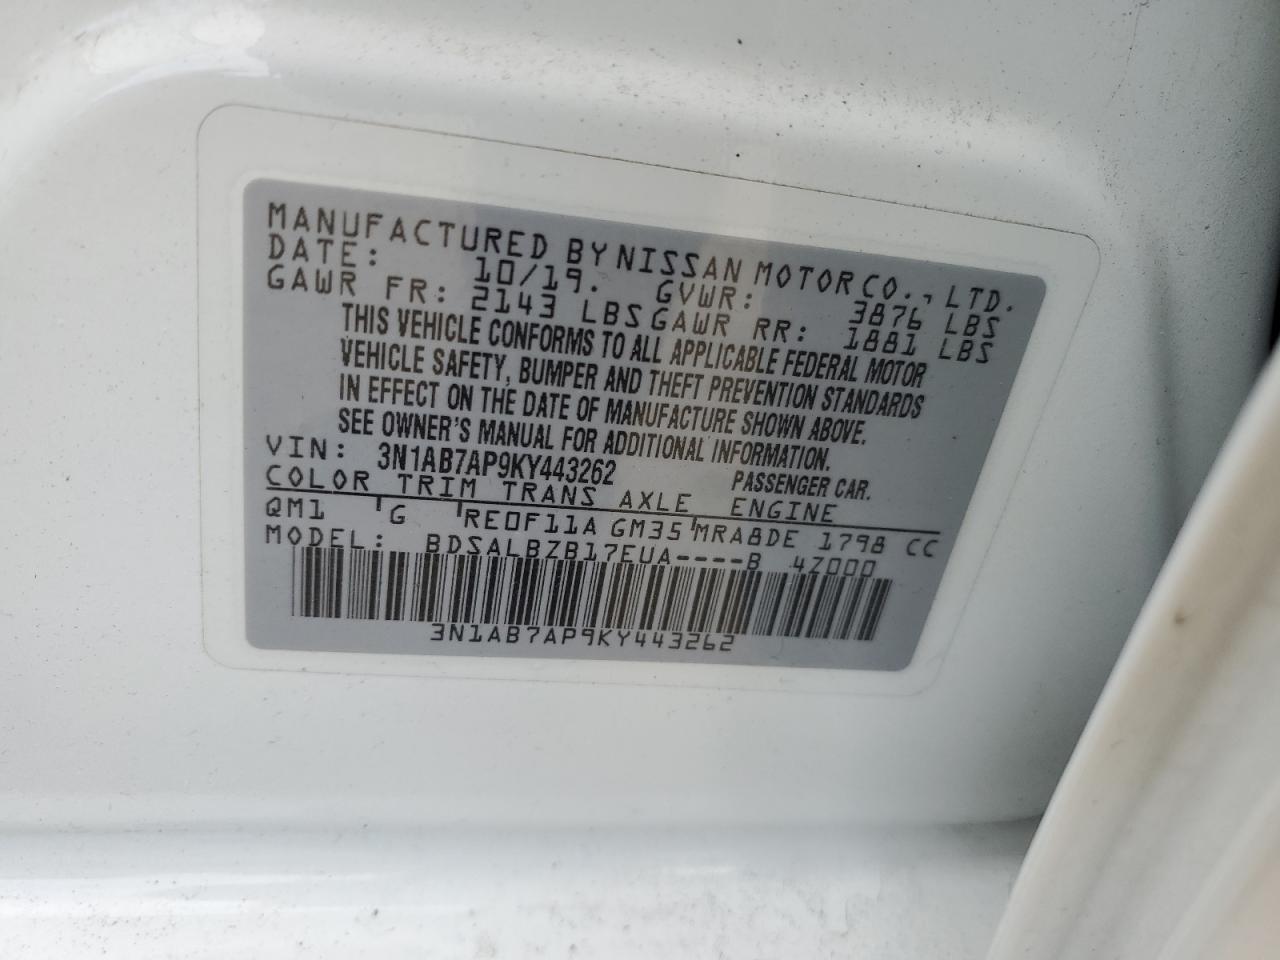 MANUFACTURED BY NISSAN MOTOR CO., LTD.
DATE: 10/19. GVWR: 3876 LBS
GAWR FR: 2143 LBS GAWR RR: 1881 LBS
THIS VEHICLE CONFORMS TO ALL APPLICABLE FEDERAL MOTOR
VEHICLE SAFETY, BUMPER AND THEFT PREVENTION STANDARDS
IN EFFECT ON THE DATE OF MANUFACTURE SHOWN ABOVE.
SEE OWNER'S MANUAL FOR ADDITIONAL INFORMATION.
VIN: 3N1AB7AP9KY443262 PASSENGER CAR.
COLOR TRIM TRANS AXLE ENGINE
QM1 G RE0F11A GM35 MRA8DE 1798 CC
MODEL: BDSALBZB17EUA----B 4Z000
3N1AB7AP9KY443262